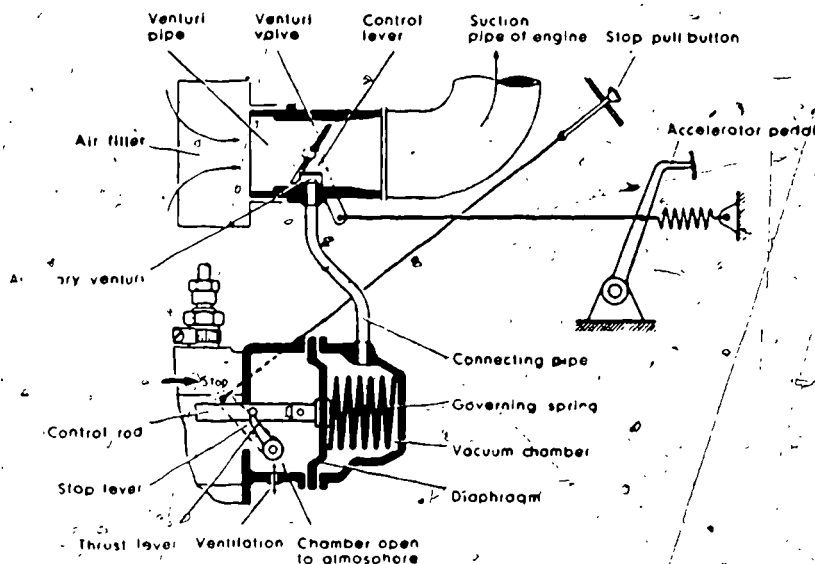 Venturi pipe
Venturi valve
Control lever
Suction pipe of engine
Stop pull button
Air filter
Accelerator
venturi
Stop
Connecting pipe
Governing spring
Control rod
Vacuum chamber
Stop lever
Diaphragm
Thrust lever
Ventilation
Chamber open to atmosphere